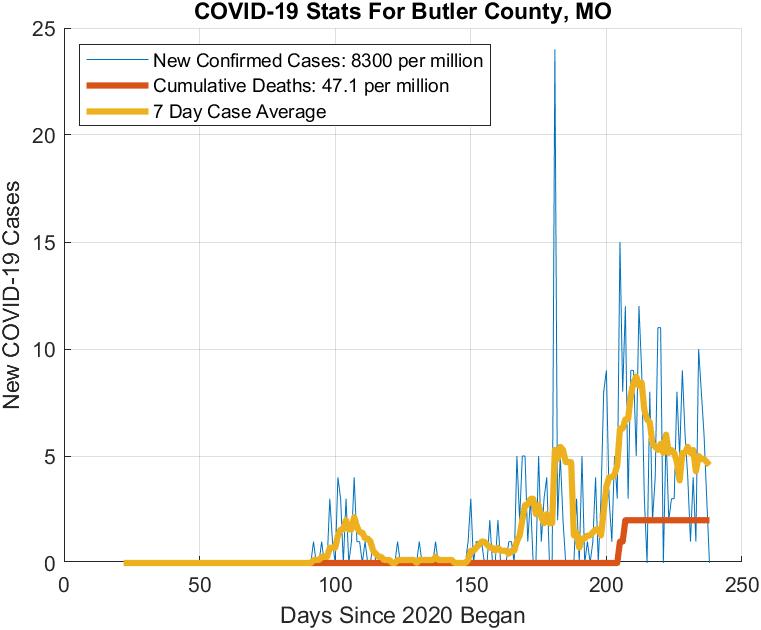 COVID-19 Stats For Butler County, MO
25
New Confirmed Cases: 8300 per million
Cumulative Deaths: 47.1 per million
7 Day Case Average
20
15
10
5
0
New COVID-19 Cases
0 50 100 150 200 250
Days Since 2020 Began